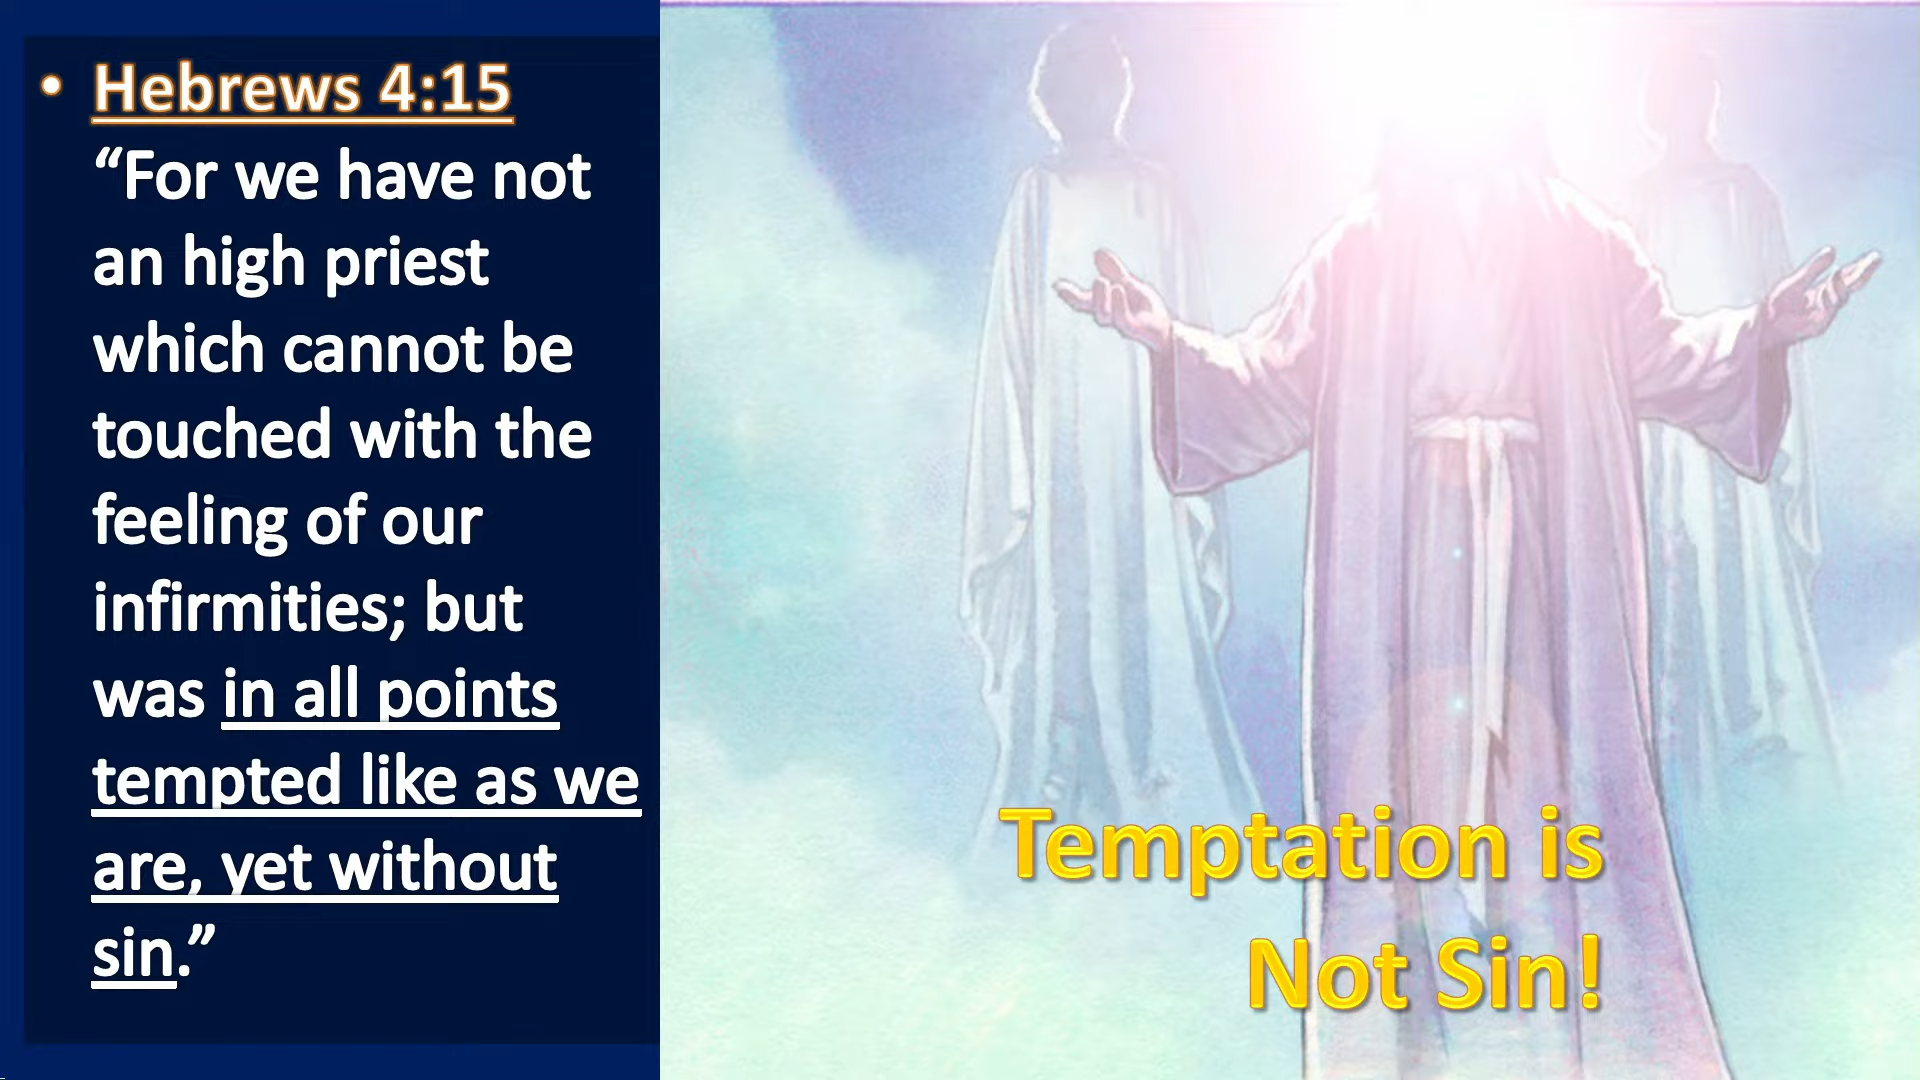 • Hebrews 4:15
“For we have not
an high priest
which cannot be
touched with the
feeling of our
infirmities; but
was in all points
tempted like as we
are, yet without
sin.”
Temptation is
Not Sin!